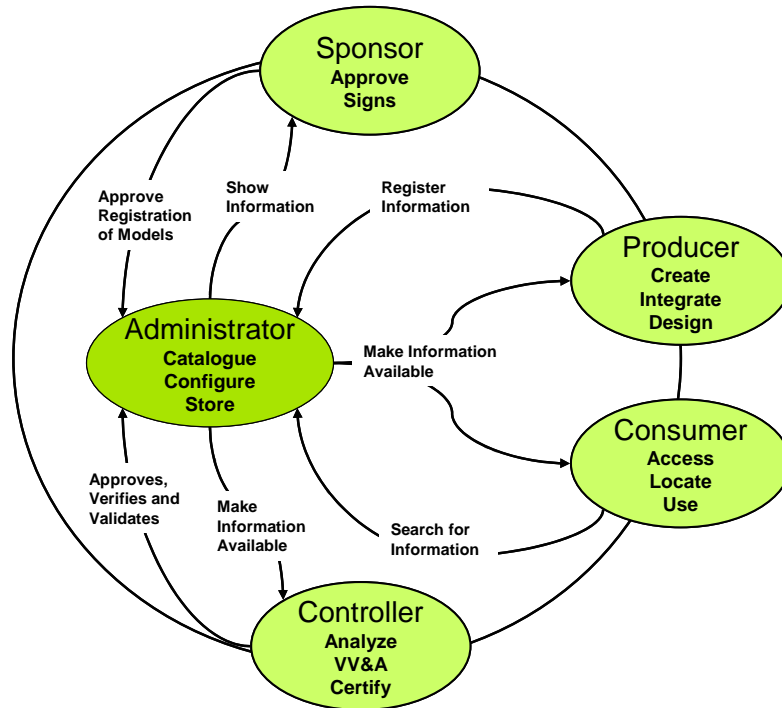 Sponsor
Approve
Signs
Approve
Registration
of Models
Show
Information
Register
Information
Producer
Create
Integrate
Design
Administrator
Catalogue
Configure
Store
Make Information
Available
Consumer
Access
Locate
Use
Approves,
Verifies and
Validates
Make
Information
Available
Search for
Information
Controller
Analyze
VV&A
Certify